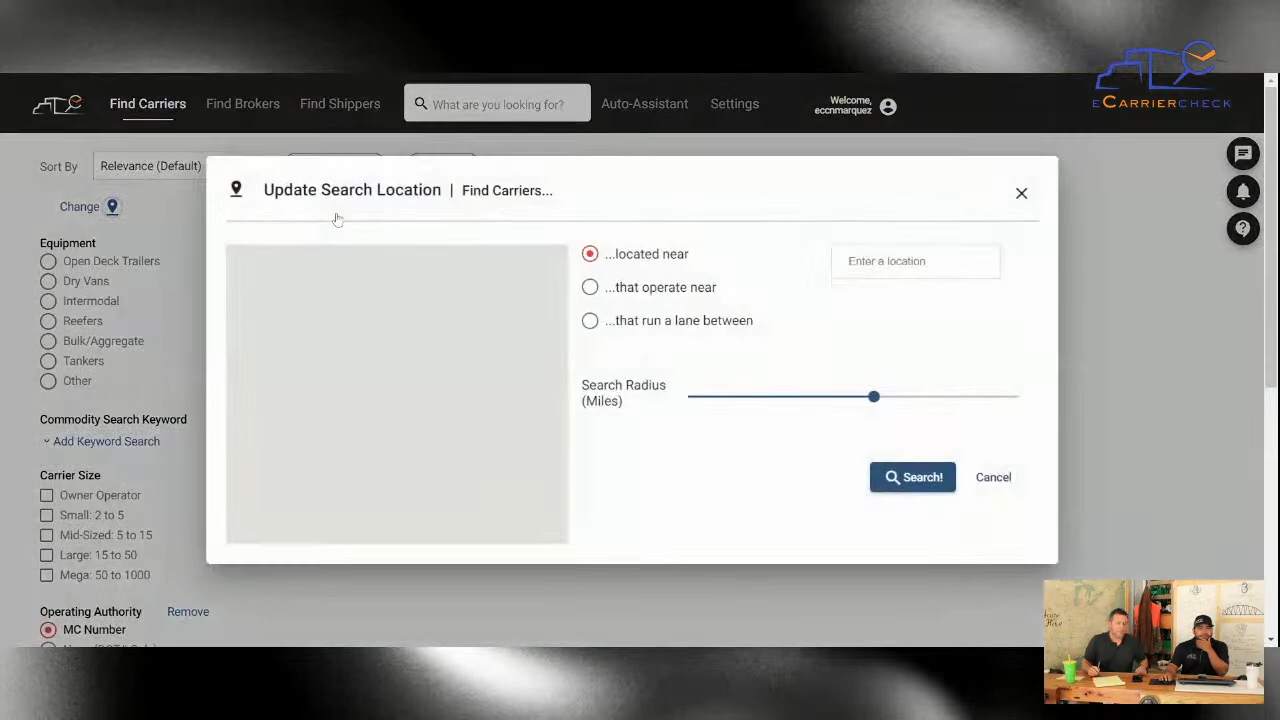 eCARRIERCHECK
Find Carriers
Find Brokers
Find Shippers
What are you looking for?
Auto-Assistant
Settings
Welcome,
eccnmarquez
Sort By
Relevance (Default)
Change
Update Search Location | Find Carriers...
...located near
...that operate near
...that run a lane between
Enter a location
Search Radius
(Miles)
Search!
Cancel
Equipment
Open Deck Trailers
Dry Vans
Intermodal
Reefers
Bulk/Aggregate
Tankers
Other
Commodity Search Keyword
Add Keyword Search
Carrier Size
Owner Operator
Small: 2 to 5
Mid-Sized: 5 to 15
Large: 15 to 50
Mega: 50 to 1000
Operating Authority
Remove
MC Number